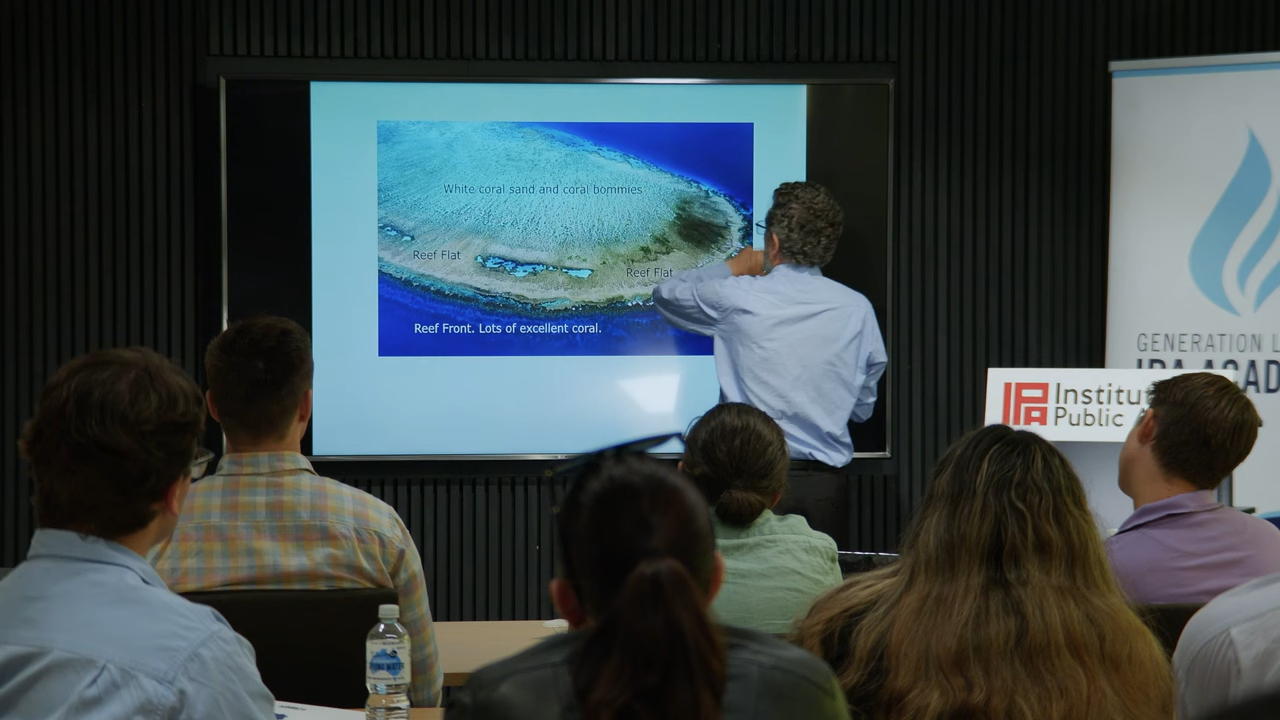 White coral sand and coral bommies
Reef Flat
Reef Flat
Reef Front. Lots of excellent coral.
GENERATION L
IPA ACAD
IPA
Institu
Public A